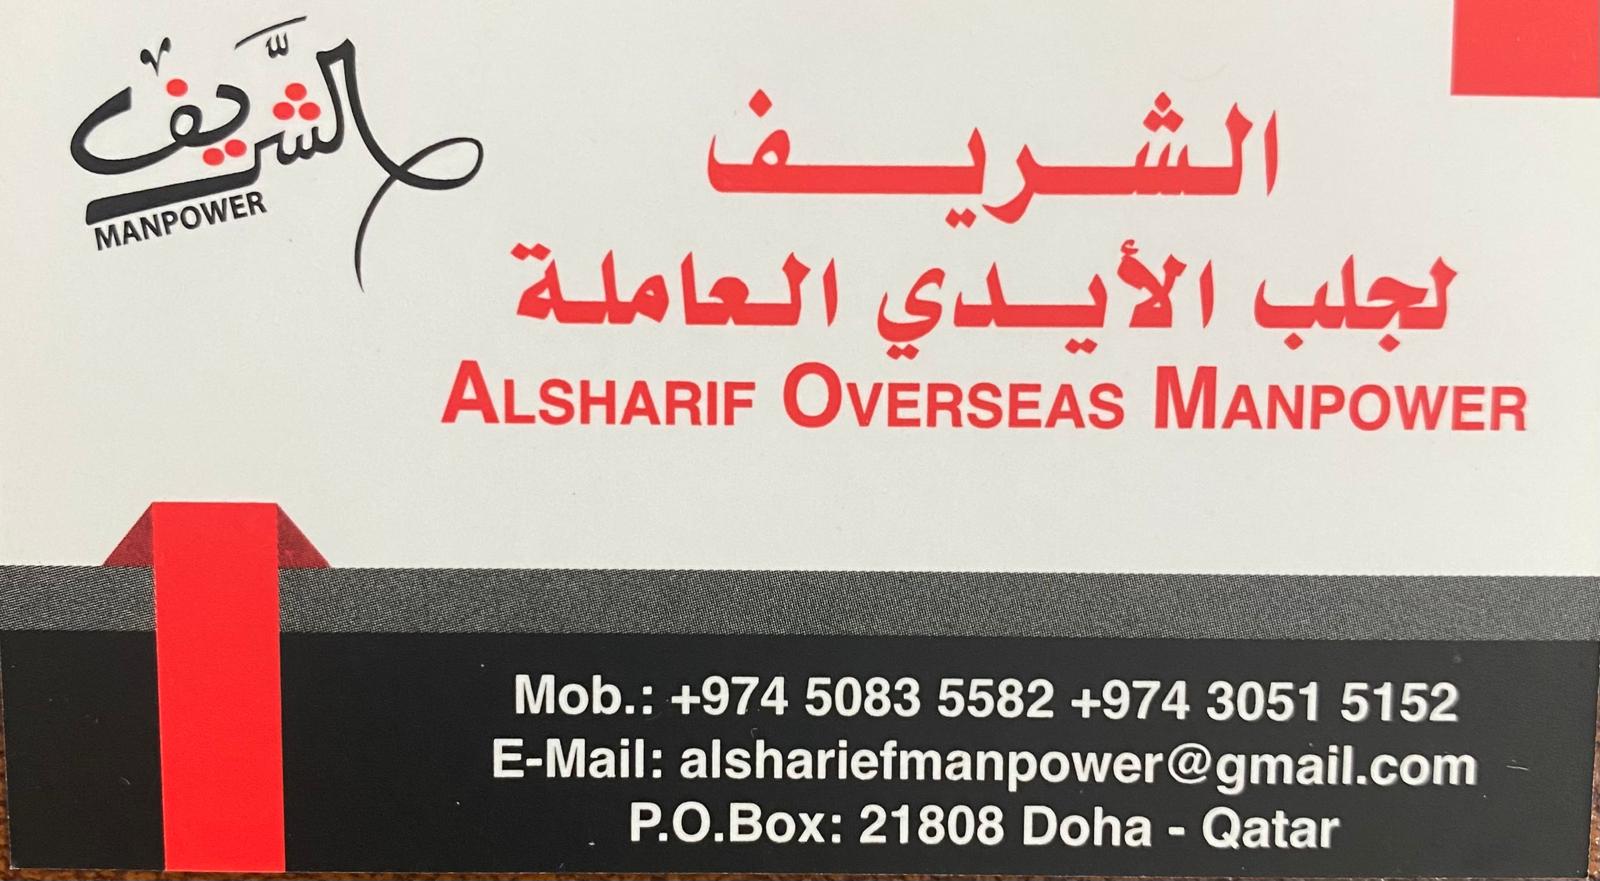 الشريف
MANPOWER
الشريف
لجلب الأيدي العاملة
ALSHARIF OVERSEAS MANPOWER
Mob.: +974 5083 5582 +974 3051 5152
E-Mail: alshariefmanpower@gmail.com
P.O.Box: 21808 Doha - Qatar